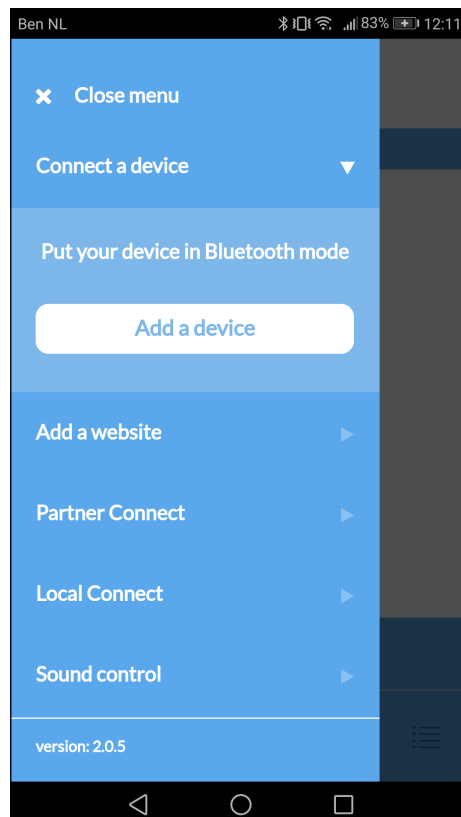 Ben NL 83% 12:11
Close menu
Connect a device
Put your device in Bluetooth mode
Add a device
Add a website
Partner Connect
Local Connect
Sound control
version: 2.0.5